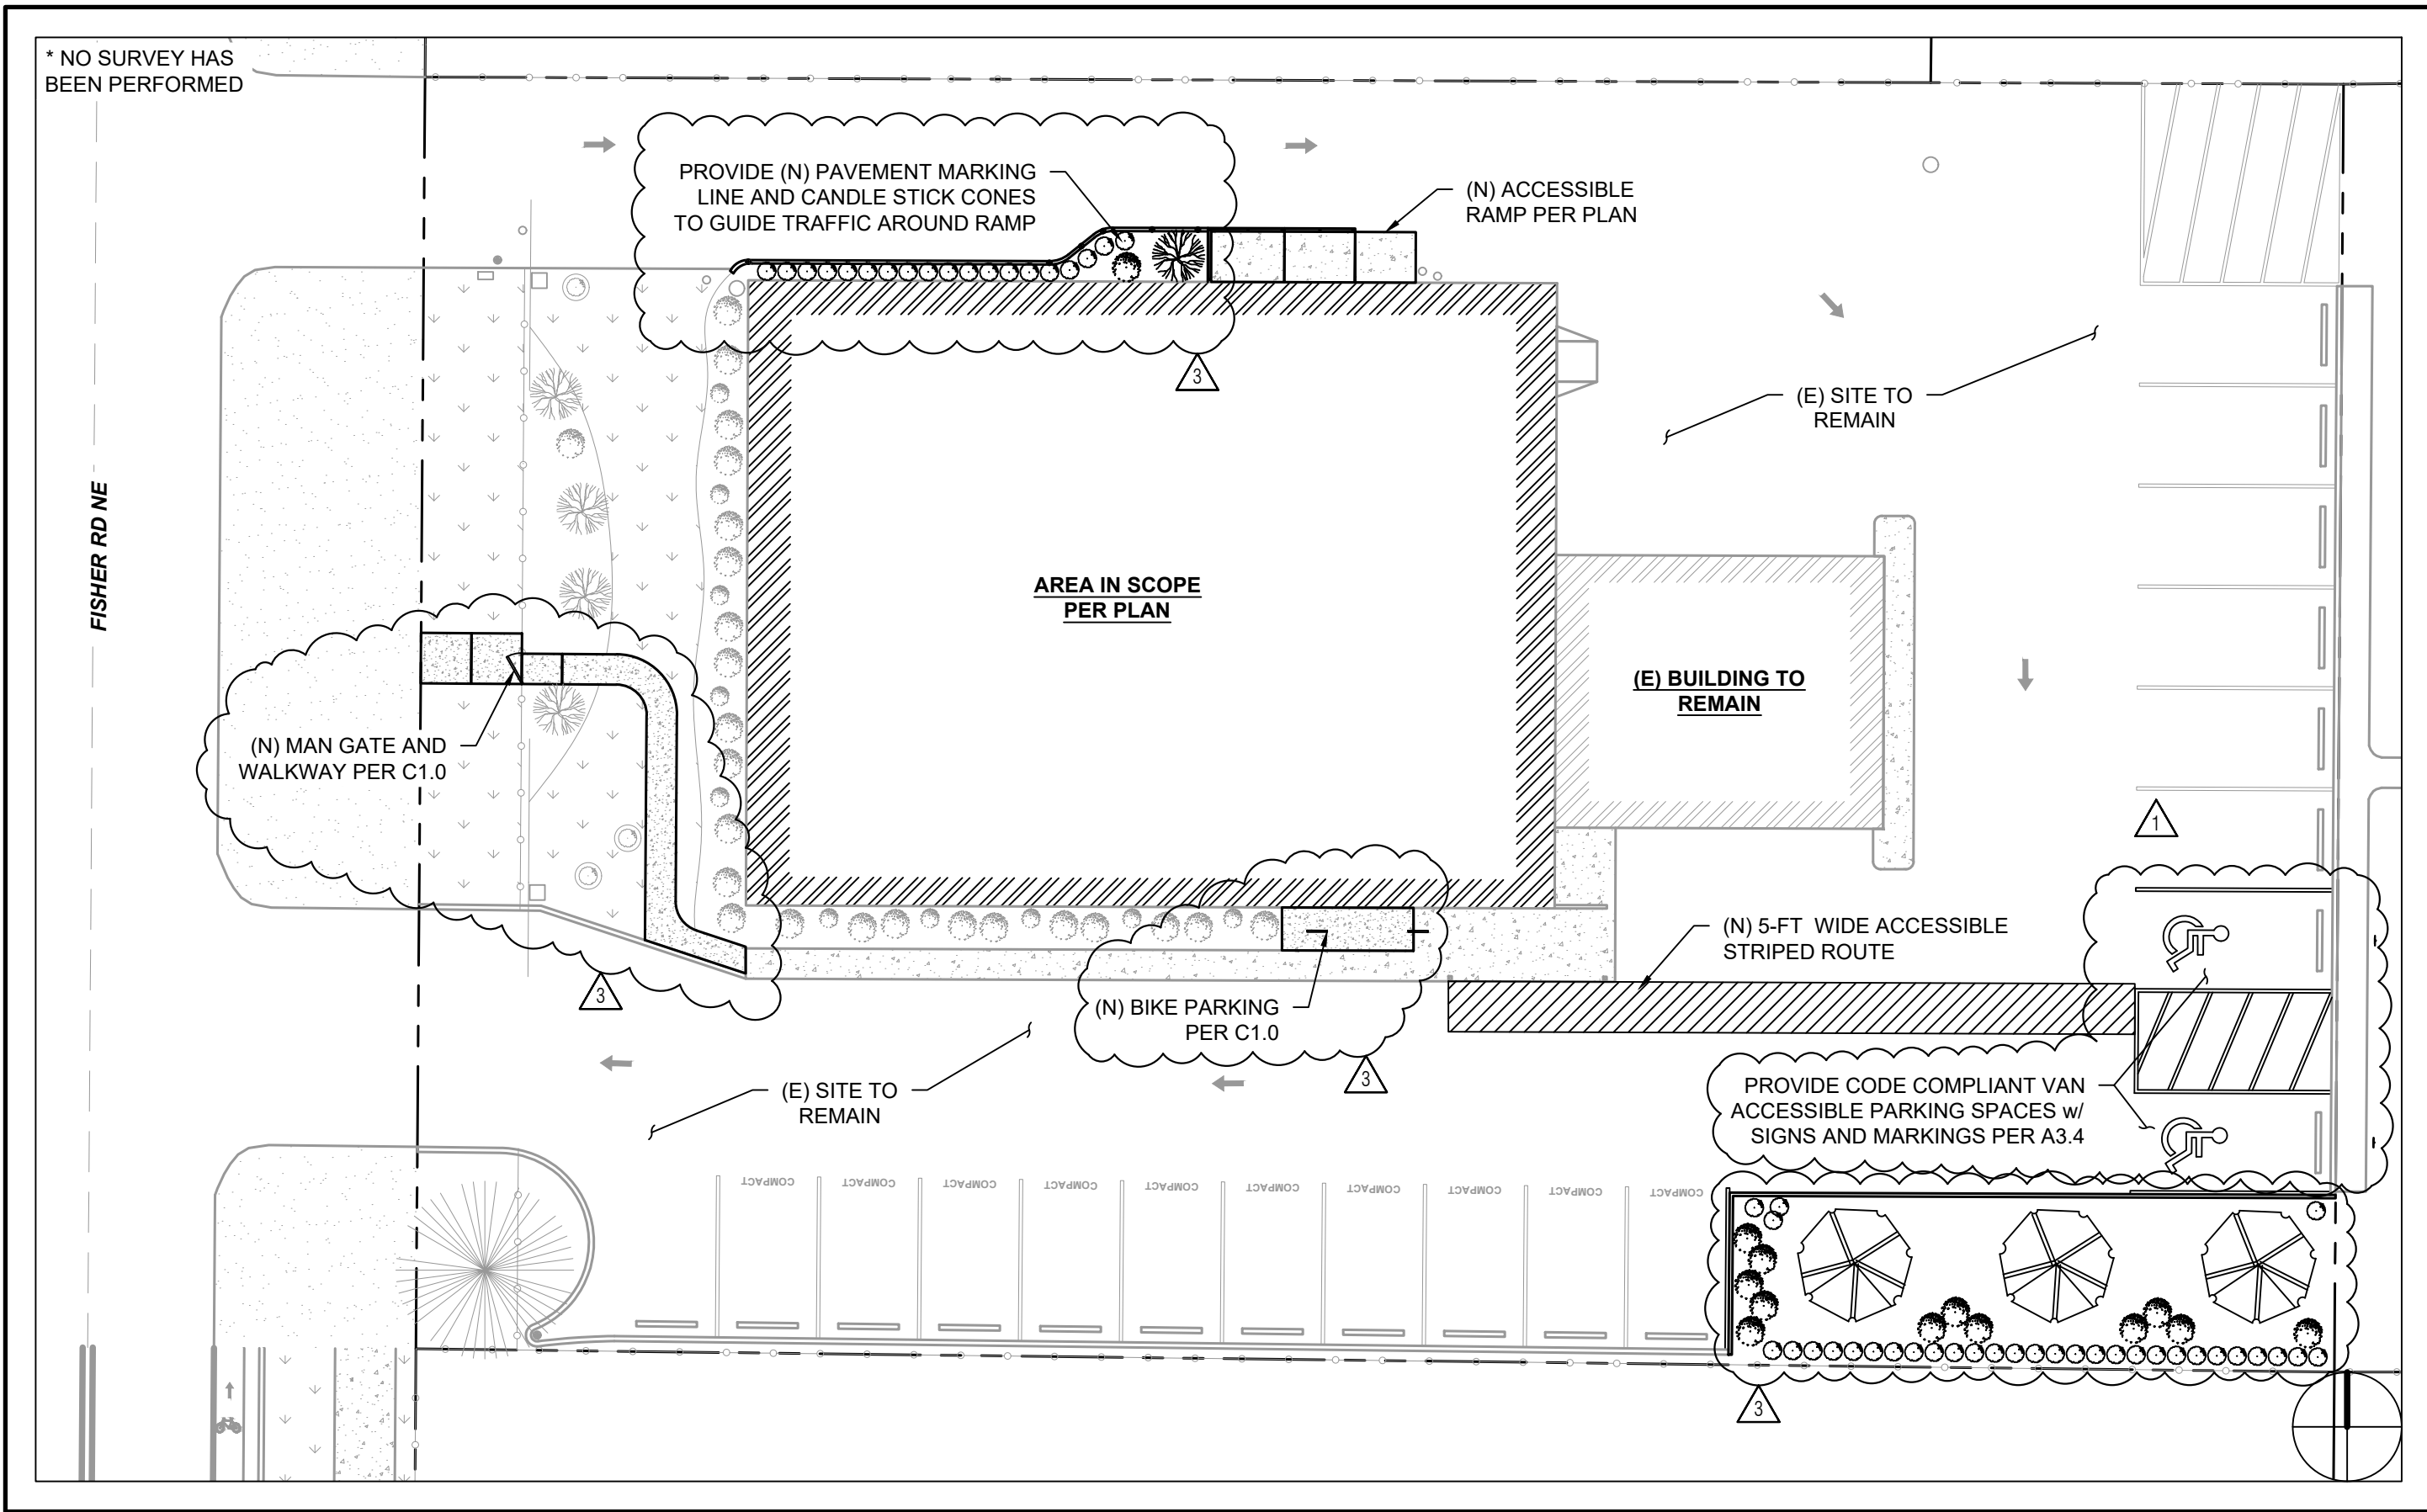 * NO SURVEY HAS
BEEN PERFORMED
PROVIDE (N) PAVEMENT MARKING
LINE AND CANDLE STICK CONES
TO GUIDE TRAFFIC AROUND RAMP
(N) ACCESSIBLE
RAMP PER PLAN
3
(E) SITE TO
REMAIN
FISHER RD NE
AREA IN SCOPE
PER PLAN
(E) BUILDING TO
REMAIN
(N) MAN GATE AND
WALKWAY PER C1.0
1
(N) 5-FT WIDE ACCESSIBLE
STRIPED ROUTE
3
(N) BIKE PARKING
PER C1.0
3
(E) SITE TO
REMAIN
PROVIDE CODE COMPLIANT VAN
ACCESSIBLE PARKING SPACES w/
SIGNS AND MARKINGS PER A3.4
COMPACT
COMPACT
COMPACT
COMPACT
COMPACT
COMPACT
COMPACT
COMPACT
COMPACT
COMPACT
3